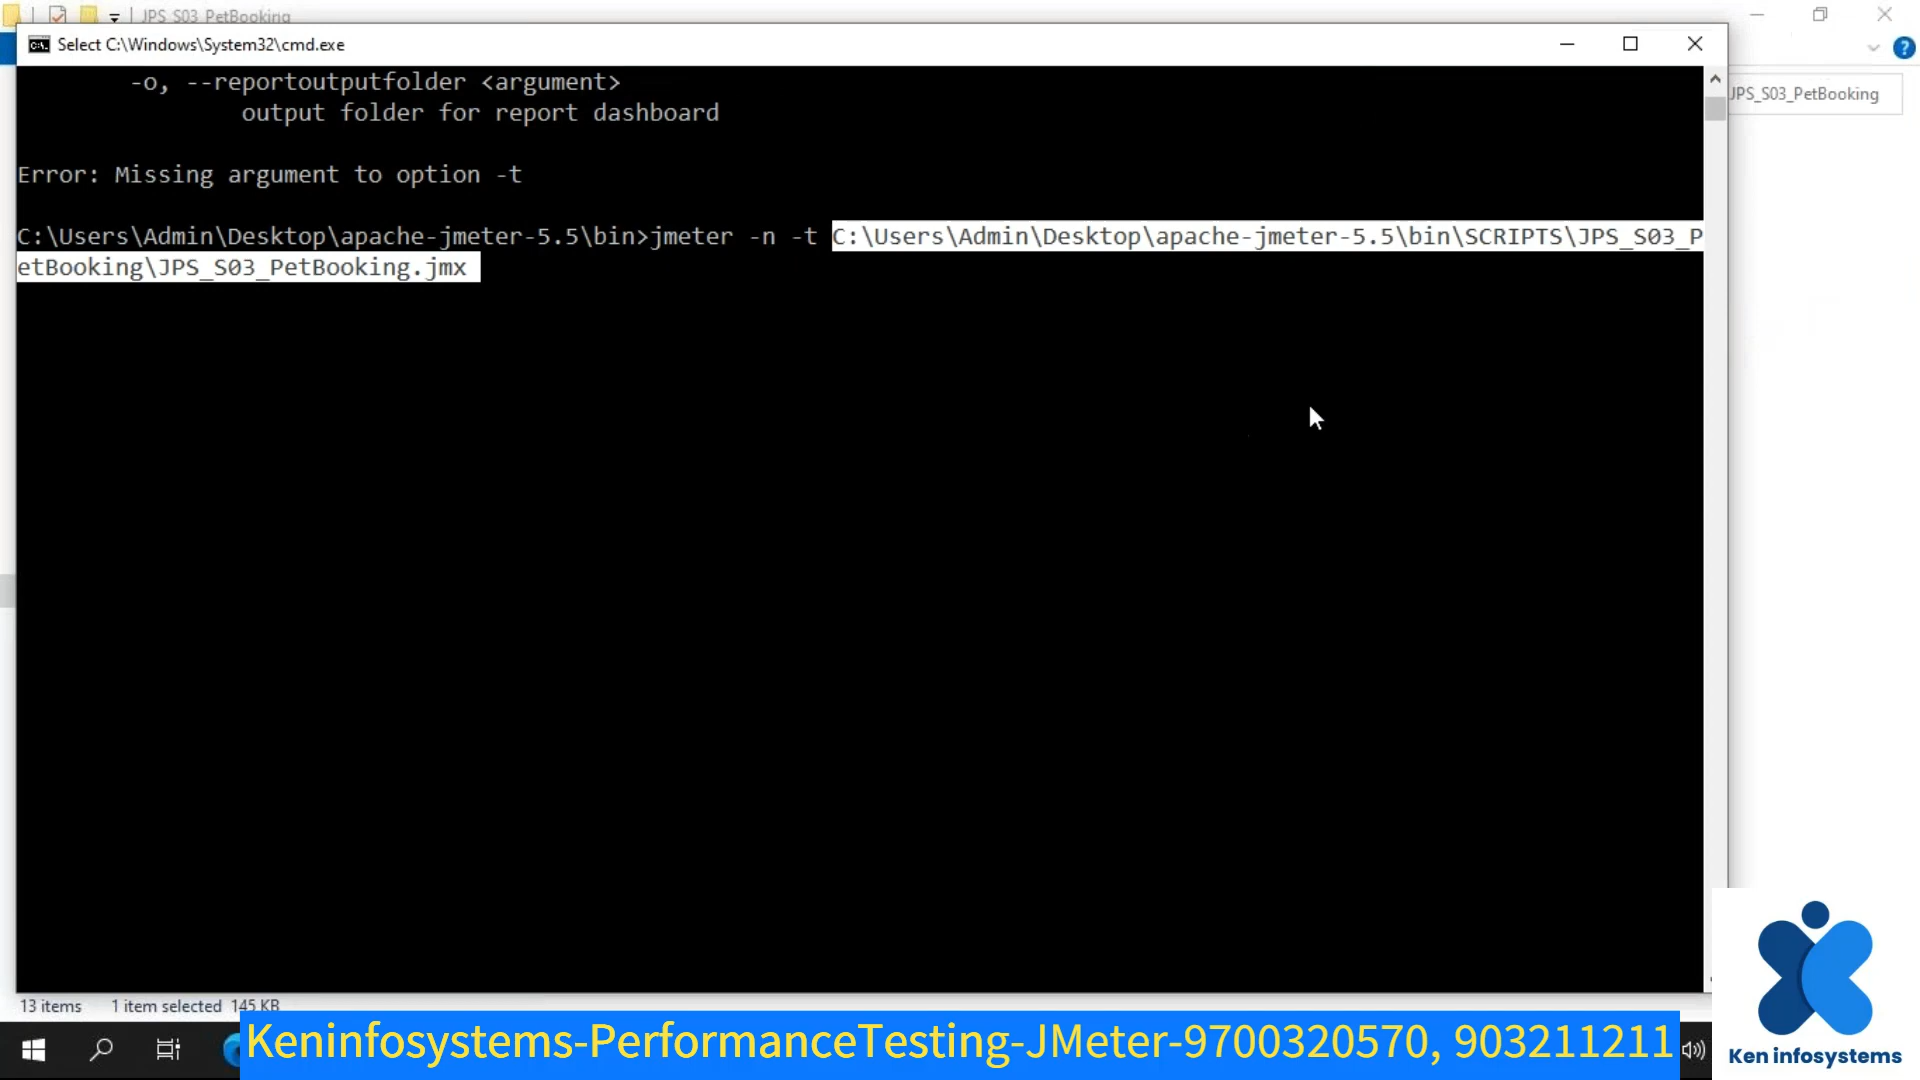 JPS_S03_PetBooking
Select C:\Windows\System32\cmd.exe
JPS_S03_PetBooking
-o, --reportoutputfolder <argument>
output folder for report dashboard
Error: Missing argument to option -t
C:\Users\Admin\Desktop\apache-jmeter-5.5\bin>jmeter -n -t C:\Users\Admin\Desktop\apache-jmeter-5.5\bin\SCRIPTS\JPS_S03_P
etBooking\JPS_S03_PetBooking.jmx
13 items 1 item selected 145 KB
Keninfosystems-PerformanceTesting-JMeter-9700320570, 903211211
Ken infosystems